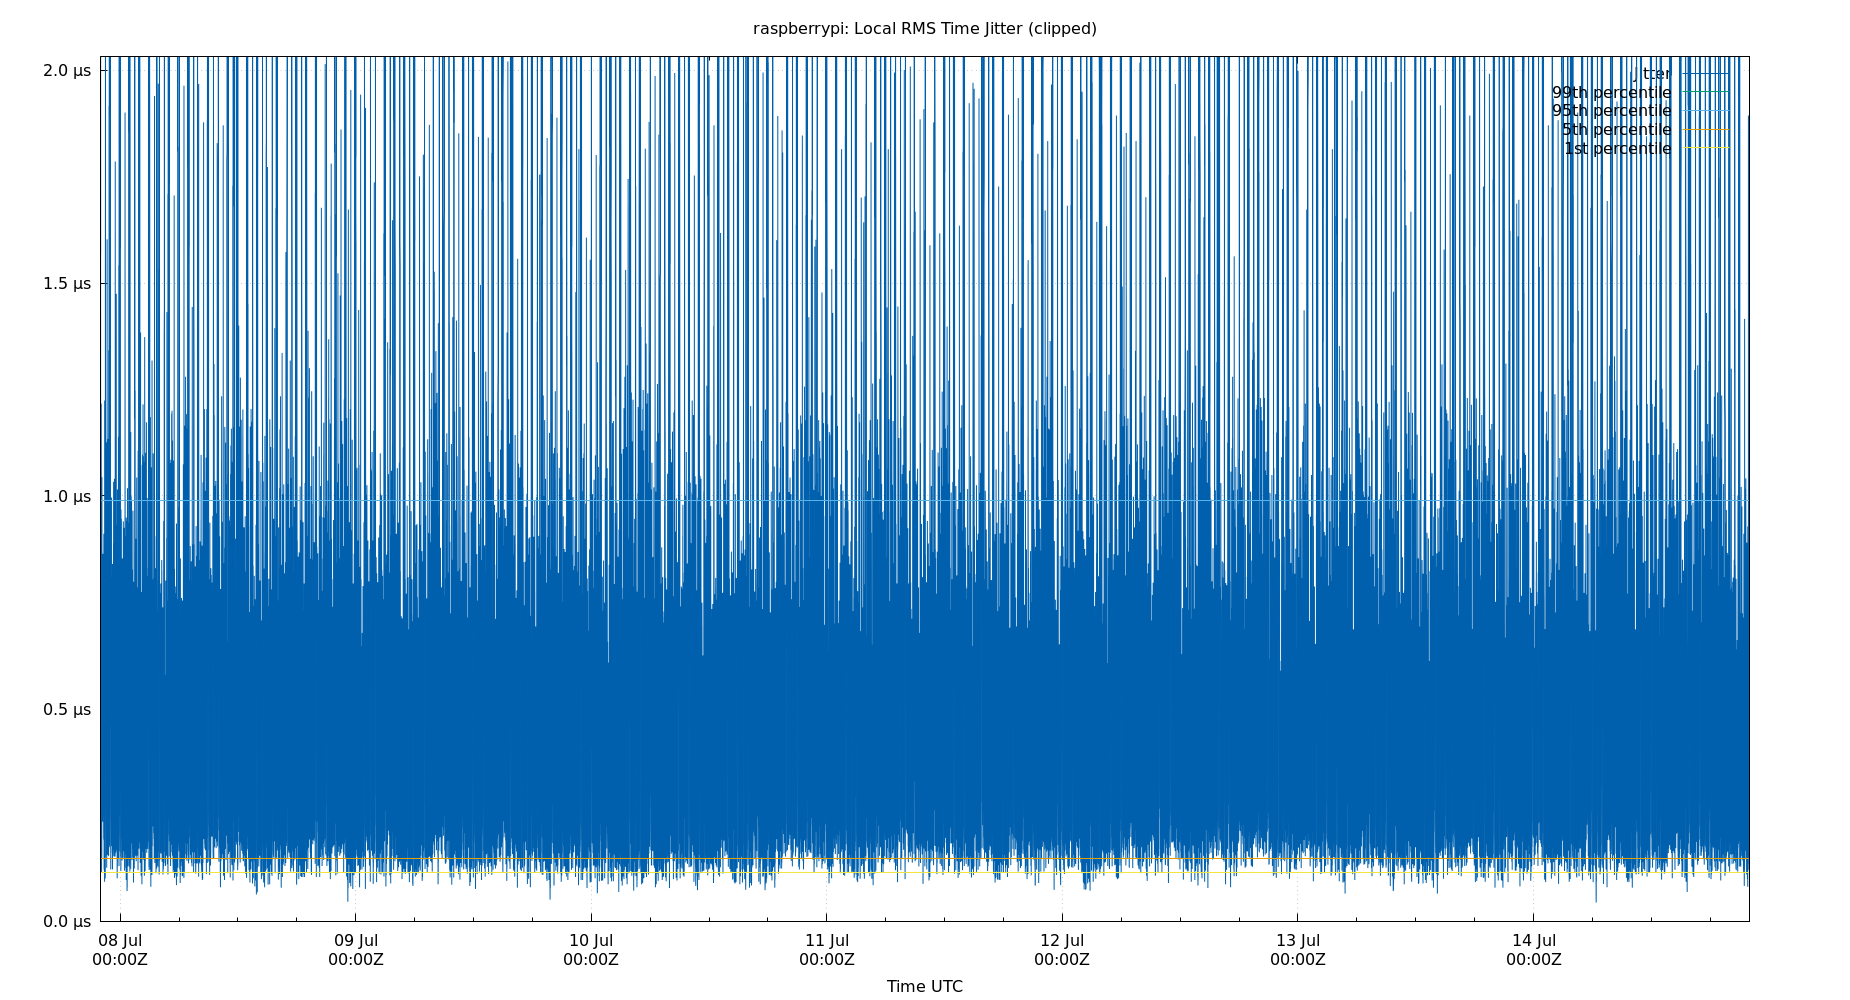 raspberrypi: Local RMS Time Jitter (clipped)
2.0 μs
1.5 μs
1.0 μs
0.5 μs
0.0 μs
jitter
99th percentile
95th percentile
5th percentile
1st percentile
08 Jul
00:00Z
09 Jul
00:00Z
10 Jul
00:00Z
11 Jul
00:00Z
12 Jul
00:00Z
13 Jul
00:00Z
14 Jul
00:00Z
Time UTC